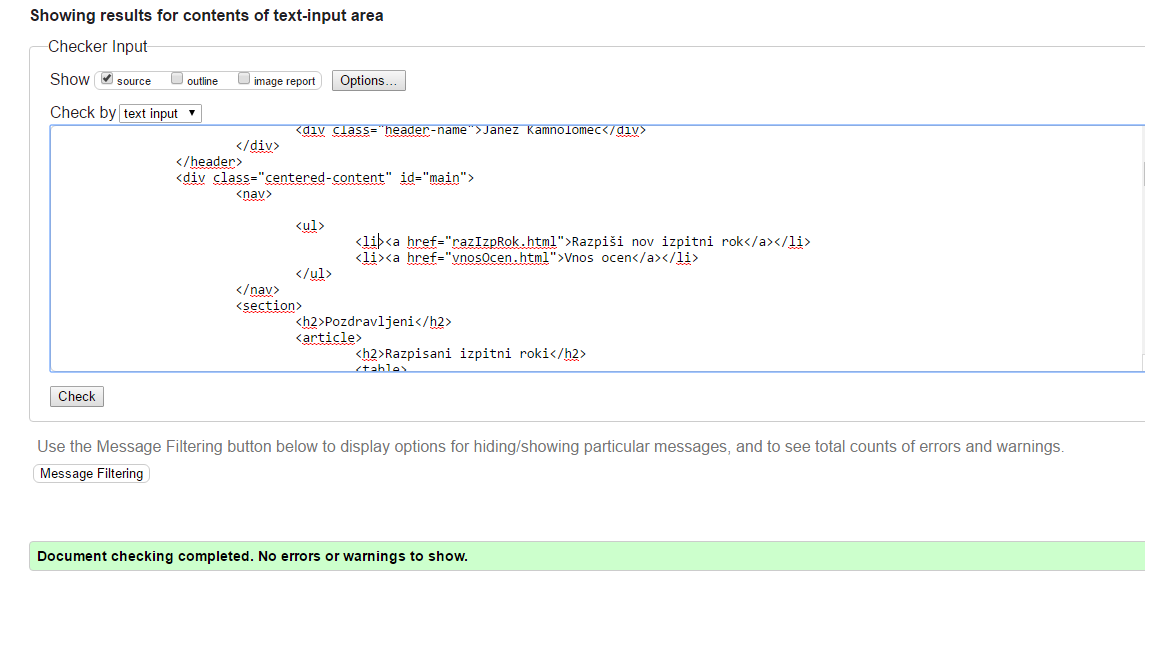 Showing results for contents of text-input area
Checker Input
Show source outline image report Options...
Check by text input
<div class="header-name">Janez Kamnolomec</div>
</div>
</header>
<div class="centered-content" id="main">
<nav>
<ul>
<li><a href="razIzpRok.html">Razpiši nov izpitni rok</a></li>
<li><a href="vnosOcen.html">Vnos ocen</a></li>
</ul>
</nav>
<section>
<h2>Pozdravljeni</h2>
<article>
<h2>Razpisani izpitni roki</h2>
<table>
Check
Use the Message Filtering button below to display options for hiding/showing particular messages, and to see total counts of errors and warnings.
Message Filtering
Document checking completed. No errors or warnings to show.